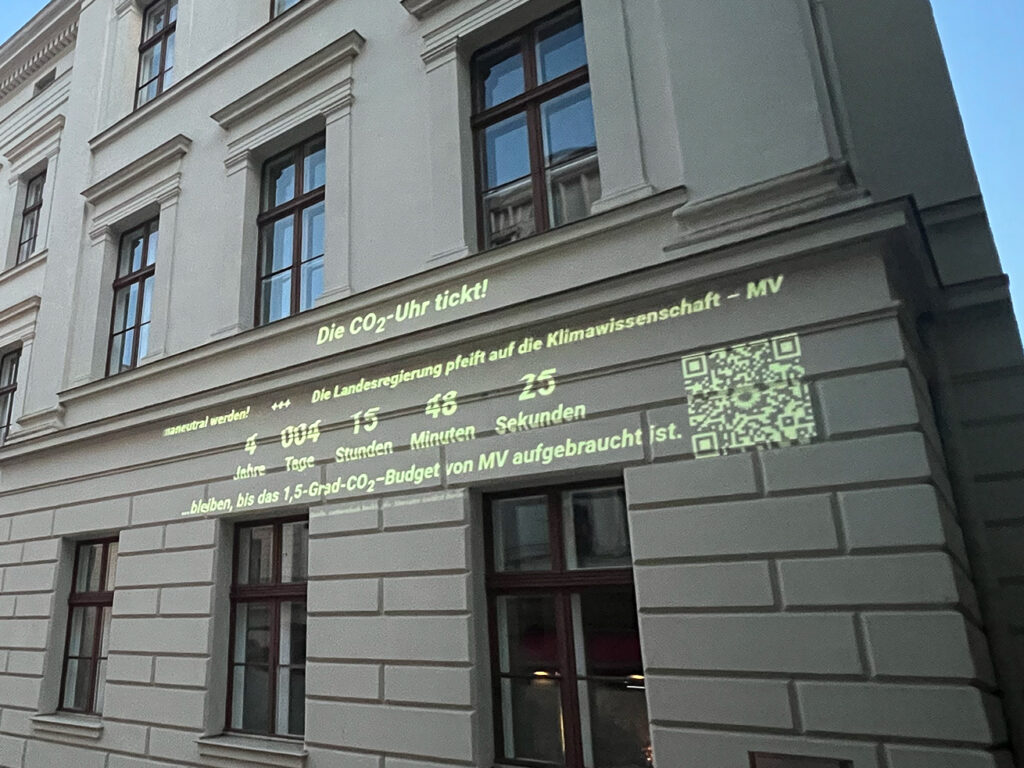 Die CO₂-Uhr tickt!
naneutral werden! +++ Die Landesregierung pfeift auf die Klimawissenschaft – MV
4 004 15 48 25
Jahre Tage Stunden Minuten Sekunden
...bleiben, bis das 1,5-Grad-CO₂-Budget von MV aufgebraucht ist.